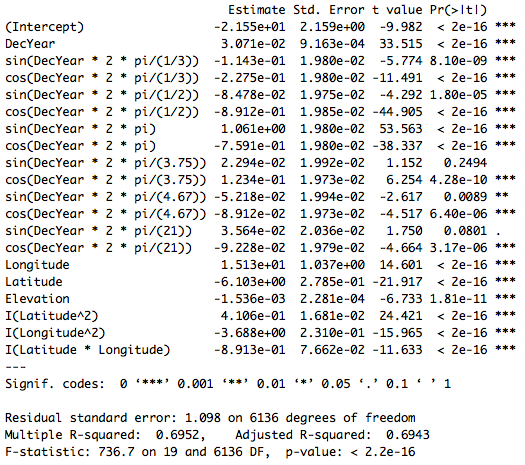 Estimate Std. Error t value Pr(>|t|)
(Intercept) -2.155e+01 2.159e+00 -9.982 < 2e-16 ***
DecYear 3.071e-02 9.163e-04 33.515 < 2e-16 ***
sin(DecYear * 2 * pi/(1/3)) -1.143e-01 1.980e-02 -5.774 8.10e-09 ***
cos(DecYear * 2 * pi/(1/3)) -2.275e-01 1.980e-02 -11.491 < 2e-16 ***
sin(DecYear * 2 * pi/(1/2)) -8.478e-02 1.975e-02 -4.292 1.80e-05 ***
cos(DecYear * 2 * pi/(1/2)) -8.912e-01 1.985e-02 -44.905 < 2e-16 ***
sin(DecYear * 2 * pi) 1.061e+00 1.980e-02 53.563 < 2e-16 ***
cos(DecYear * 2 * pi) -7.591e-01 1.980e-02 -38.337 < 2e-16 ***
sin(DecYear * 2 * pi/(3.75)) 2.294e-02 1.992e-02 1.152 0.2494
cos(DecYear * 2 * pi/(3.75)) 1.234e-01 1.973e-02 6.254 4.28e-10 ***
sin(DecYear * 2 * pi/(4.67)) -5.218e-02 1.994e-02 -2.617 0.0089 **
cos(DecYear * 2 * pi/(4.67)) -8.912e-02 1.973e-02 -4.517 6.40e-06 ***
sin(DecYear * 2 * pi/(21)) 3.564e-02 2.036e-02 1.750 0.0801 .
cos(DecYear * 2 * pi/(21)) -9.228e-02 1.979e-02 -4.664 3.17e-06 ***
Longitude 1.513e+01 1.037e+00 14.601 < 2e-16 ***
Latitude -6.103e+00 2.785e-01 -21.917 < 2e-16 ***
Elevation -1.536e-03 2.281e-04 -6.733 1.81e-11 ***
I(Latitude^2) 4.106e-01 1.681e-02 24.421 < 2e-16 ***
I(Longitude^2) -3.688e+00 2.310e-01 -15.965 < 2e-16 ***
I(Latitude * Longitude) -8.913e-01 7.662e-02 -11.633 < 2e-16 ***
---
Signif. codes: 0 ‘***’ 0.001 ‘**’ 0.01 ‘*’ 0.05 ‘.’ 0.1 ‘ ’ 1
Residual standard error: 1.098 on 6136 degrees of freedom
Multiple R-squared: 0.6952, Adjusted R-squared: 0.6943
F-statistic: 736.7 on 19 and 6136 DF, p-value: < 2.2e-16